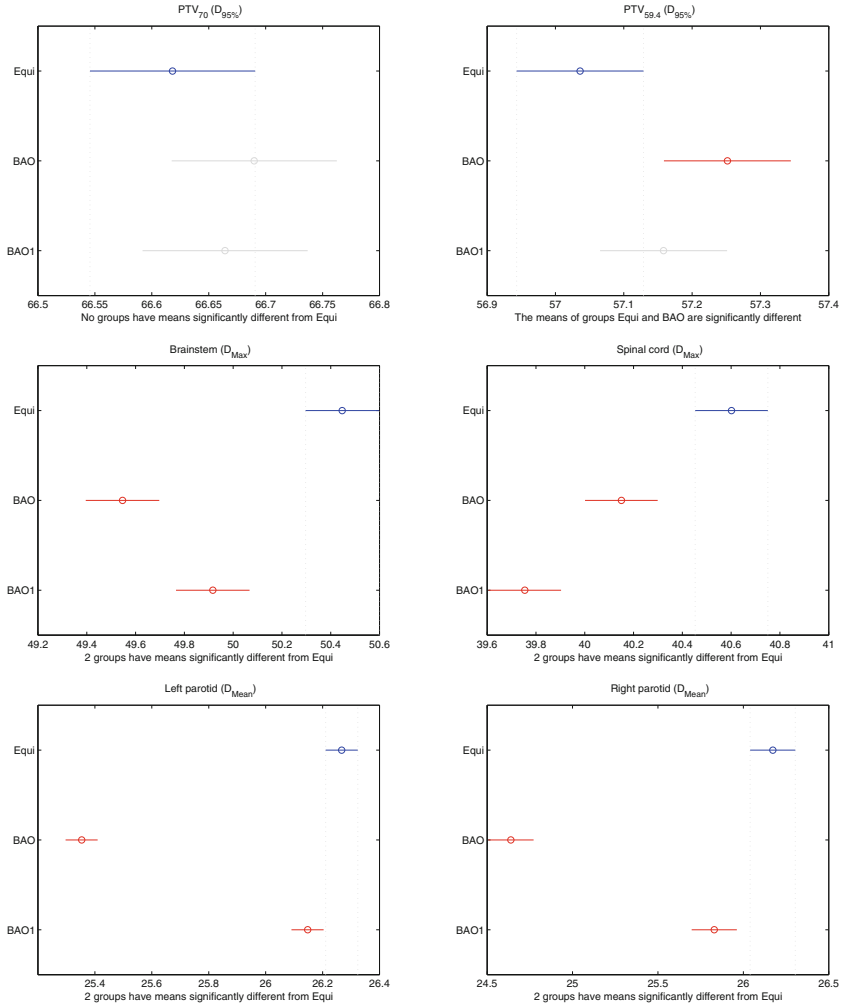 PTV70 (D95%)
Equi
BAO
BAO1
66.5 66.55 66.6 66.65 66.7 66.75 66.8
No groups have means significantly different from Equi
PTV59.4 (D95%)
Equi
BAO
BAO1
56.9 57 57.1 57.2 57.3 57.4
The means of groups Equi and BAO are significantly different
Brainstem (DMax)
Equi
BAO
BAO1
49.2 49.4 49.6 49.8 50 50.2 50.4 50.6
2 groups have means significantly different from Equi
Spinal cord (DMax)
Equi
BAO
BAO1
39.6 39.8 40 40.2 40.4 40.6 40.8 41
2 groups have means significantly different from Equi
Left parotid (DMean)
Equi
BAO
BAO1
25.4 25.6 25.8 26 26.2 26.4
2 groups have means significantly different from Equi
Right parotid (DMean)
Equi
BAO
BAO1
24.5 25 25.5 26 26.5
2 groups have means significantly different from Equi